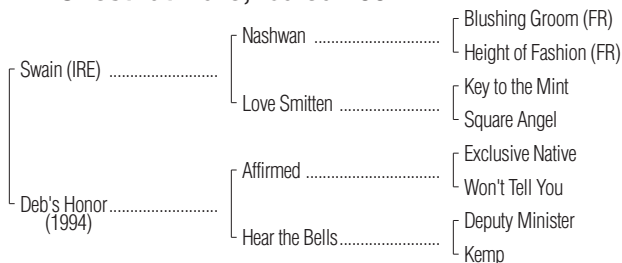 Blushing Groom (FR)
Nashwan
Height of Fashion (FR)
Swain (IRE)
Key to the Mint
Love Smitten
Square Angel
Exclusive Native
Affirmed
Won't Tell You
Deb's Honor
(1994)
Deputy Minister
Hear the Bells
Kemp